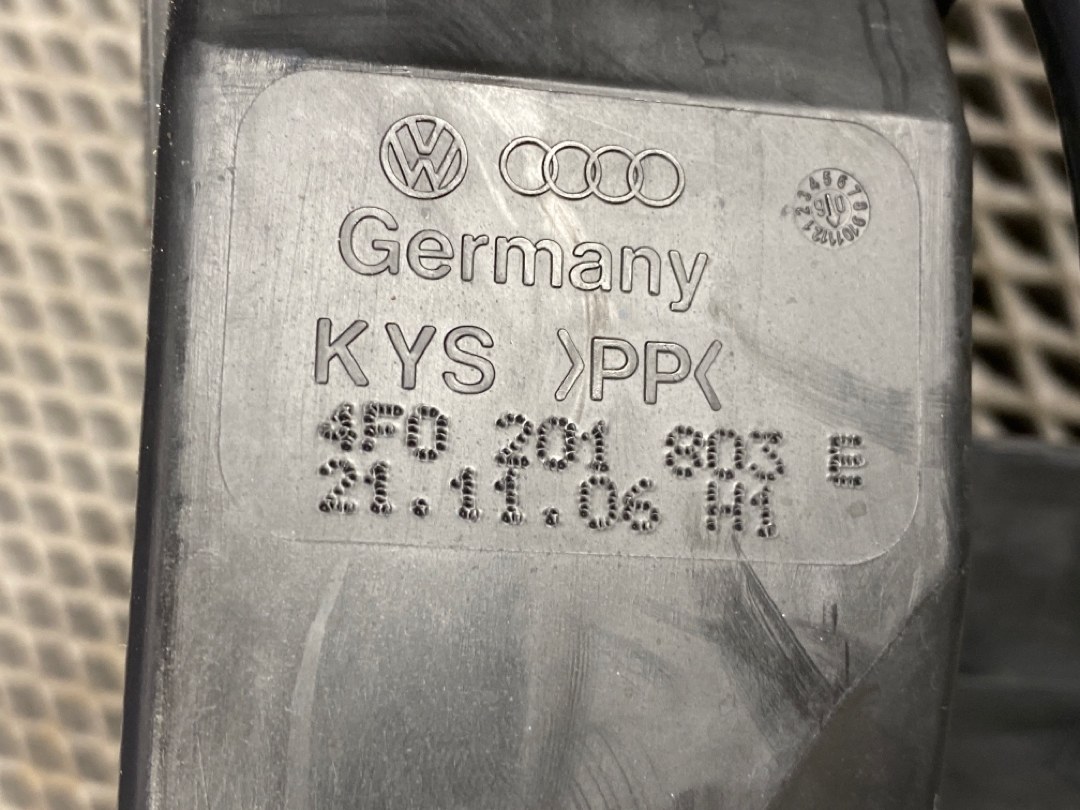 Germany
KYS >PP<
4F0 201 803 E
21.11.06 H1